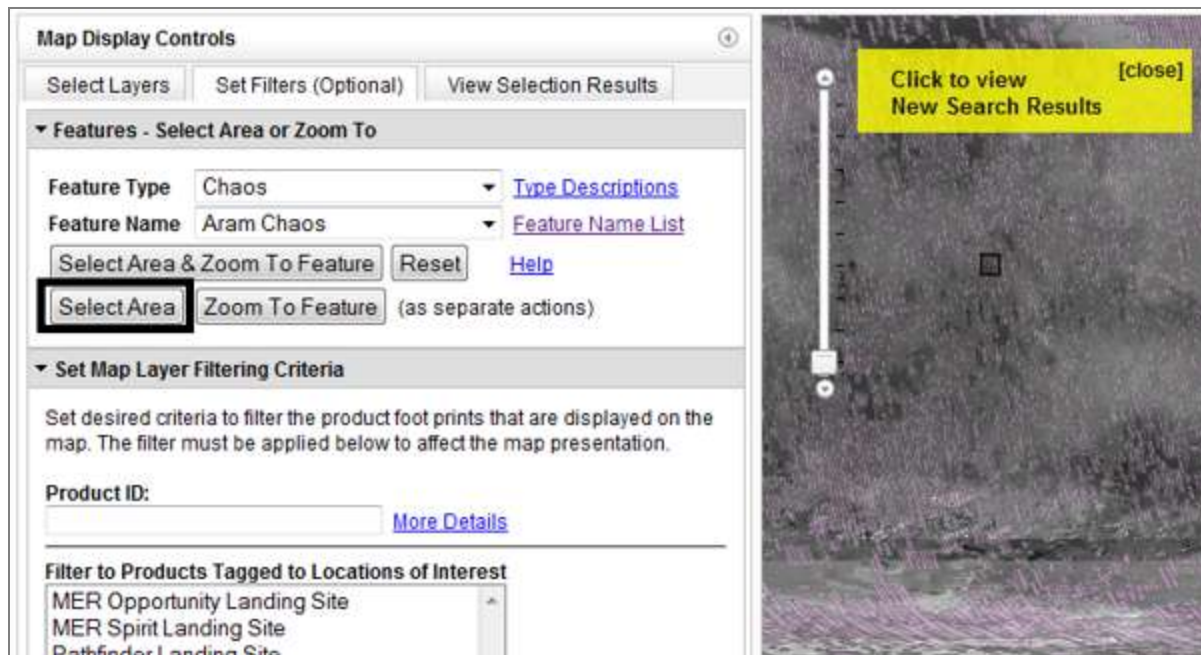 Map Display Controls
Select Layers Set Filters (Optional) View Selection Results
Features - Select Area or Zoom To
Feature Type Chaos Type Descriptions
Feature Name Aram Chaos Feature Name List
Select Area & Zoom To Feature Reset Help
Select Area Zoom To Feature (as separate actions)
Set Map Layer Filtering Criteria
Set desired criteria to filter the product foot prints that are displayed on the
map. The filter must be applied below to affect the map presentation.
Product ID:
More Details
Filter to Products Tagged to Locations of Interest
MER Opportunity Landing Site
MER Spirit Landing Site
Pathfinder Landing Site
Click to view [close]
New Search Results